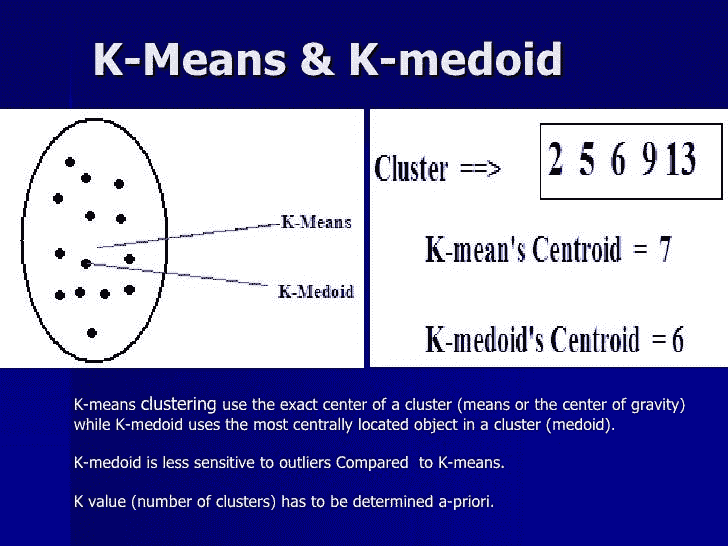 K-Means & K-medoid
K-Means
K-Medoid
Cluster ==> 2 5 6 9 13
K-mean's Centroid = 7
K-medoid's Centroid = 6
K-means clustering use the exact center of a cluster (means or the center of gravity)
while K-medoid uses the most centrally located object in a cluster (medoid).
K-medoid is less sensitive to outliers Compared to K-means.
K value (number of clusters) has to be determined a-priori.